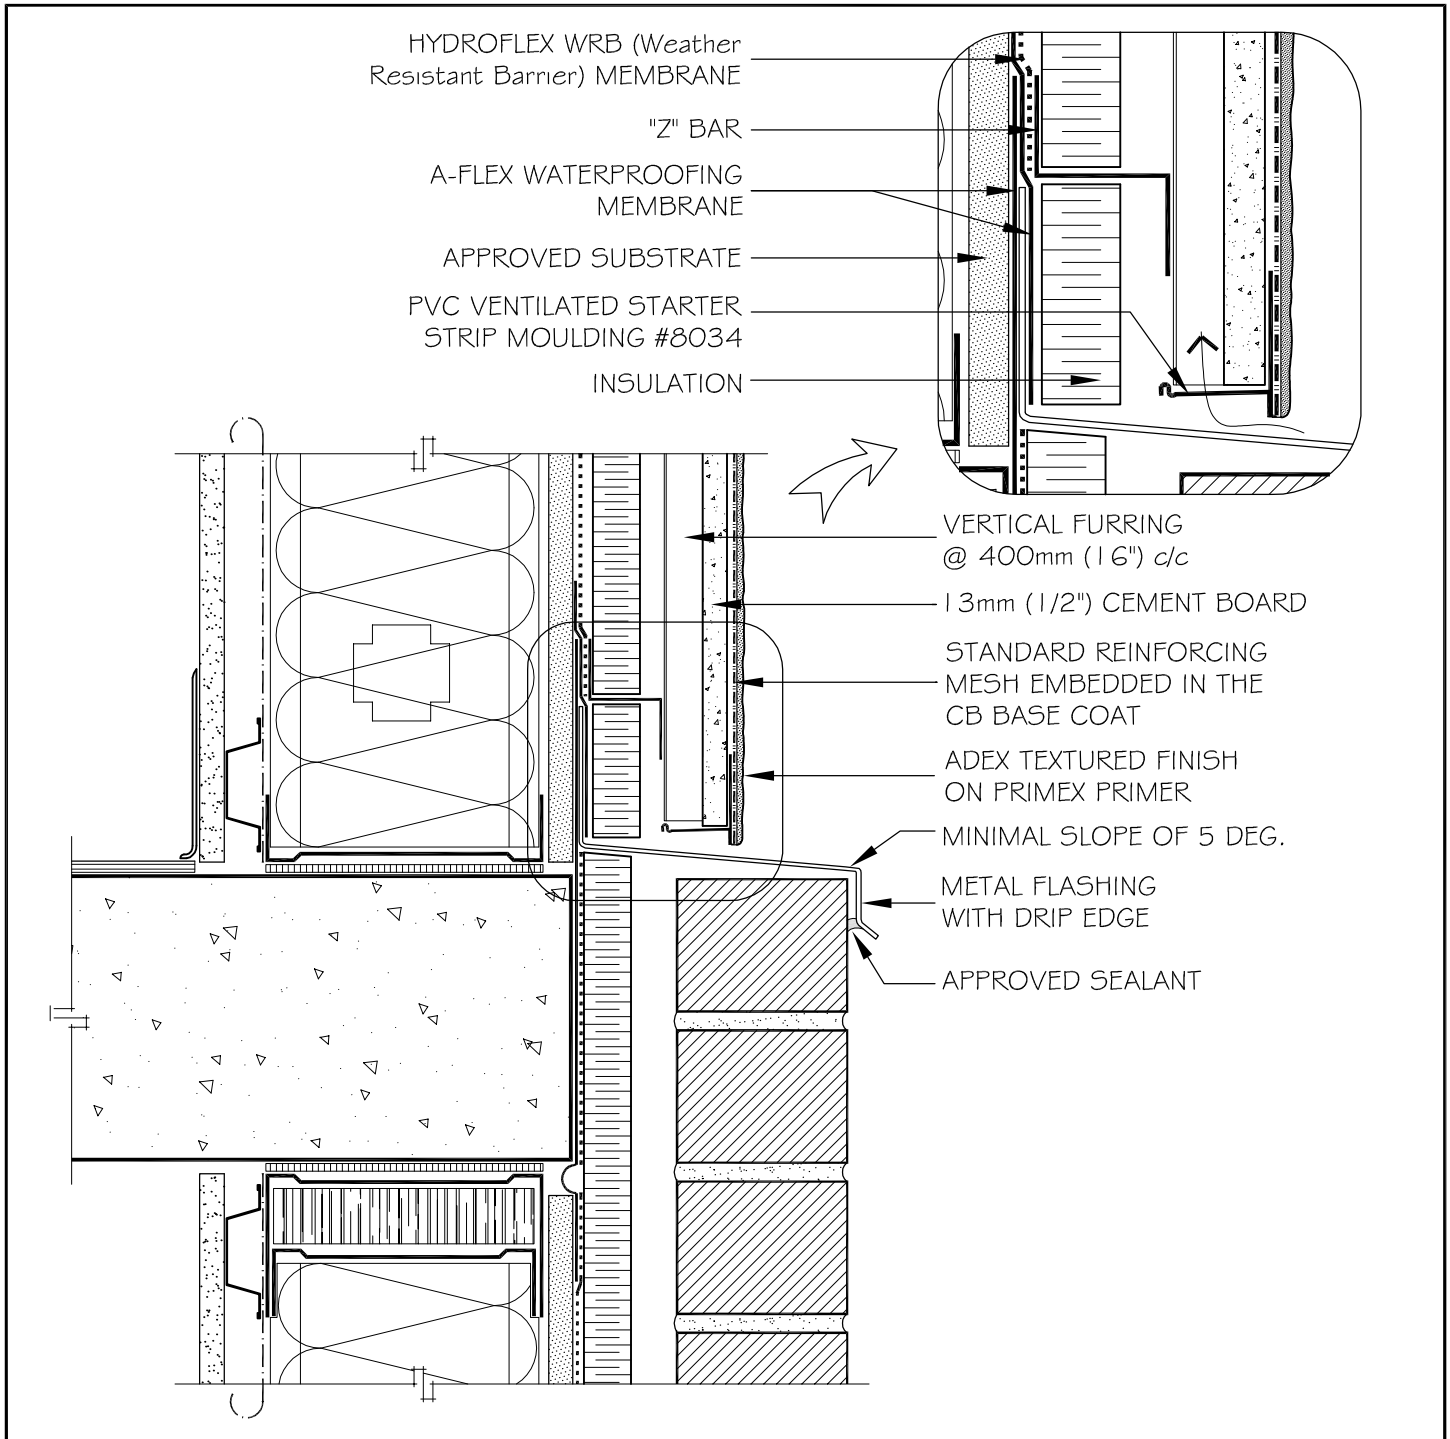 HYDROFLEX WRB (Weather
Resistant Barrier) MEMBRANE
"Z" BAR
A-FLEX WATERPROOFING
MEMBRANE
APPROVED SUBSTRATE
PVC VENTILATED STARTER
STRIP MOULDING #8034
INSULATION
VERTICAL FURRING
@ 400mm (16") c/c
13mm (1/2") CEMENT BOARD
STANDARD REINFORCING
MESH EMBEDDED IN THE
CB BASE COAT
ADEX TEXTURED FINISH
ON PRIMEX PRIMER
MINIMAL SLOPE OF 5 DEG.
METAL FLASHING
WITH DRIP EDGE
APPROVED SEALANT